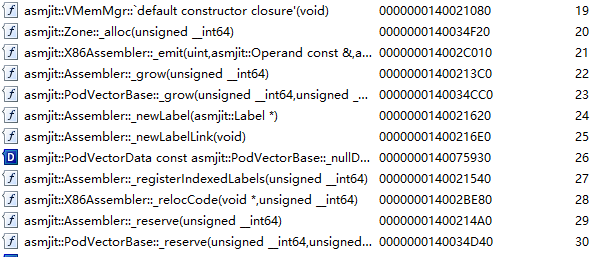 asmjit::VMemMgr::`default constructor closure'(void) 0000000140021080 19
asmjit::Zone::_alloc(unsigned __int64) 0000000140034F20 20
asmjit::X86Assembler::_emit(uint,asmjit::Operand const &,a... 000000014002C010 21
asmjit::Assembler::_grow(unsigned __int64) 00000001400213C0 22
asmjit::PodVectorBase::_grow(unsigned __int64,unsigned _... 0000000140034CC0 23
asmjit::Assembler::_newLabel(asmjit::Label *) 0000000140021620 24
asmjit::Assembler::_newLabelLink(void) 00000001400216E0 25
D asmjit::PodVectorData const asmjit::PodVectorBase::_nullD... 0000000140075930 26
asmjit::Assembler::_registerIndexedLabels(unsigned __int64) 0000000140021540 27
asmjit::X86Assembler::_relocCode(void *,unsigned __int64) 000000014002BE80 28
asmjit::Assembler::_reserve(unsigned __int64) 00000001400214A0 29
asmjit::PodVectorBase::_reserve(unsigned __int64,unsigned... 0000000140034D40 30